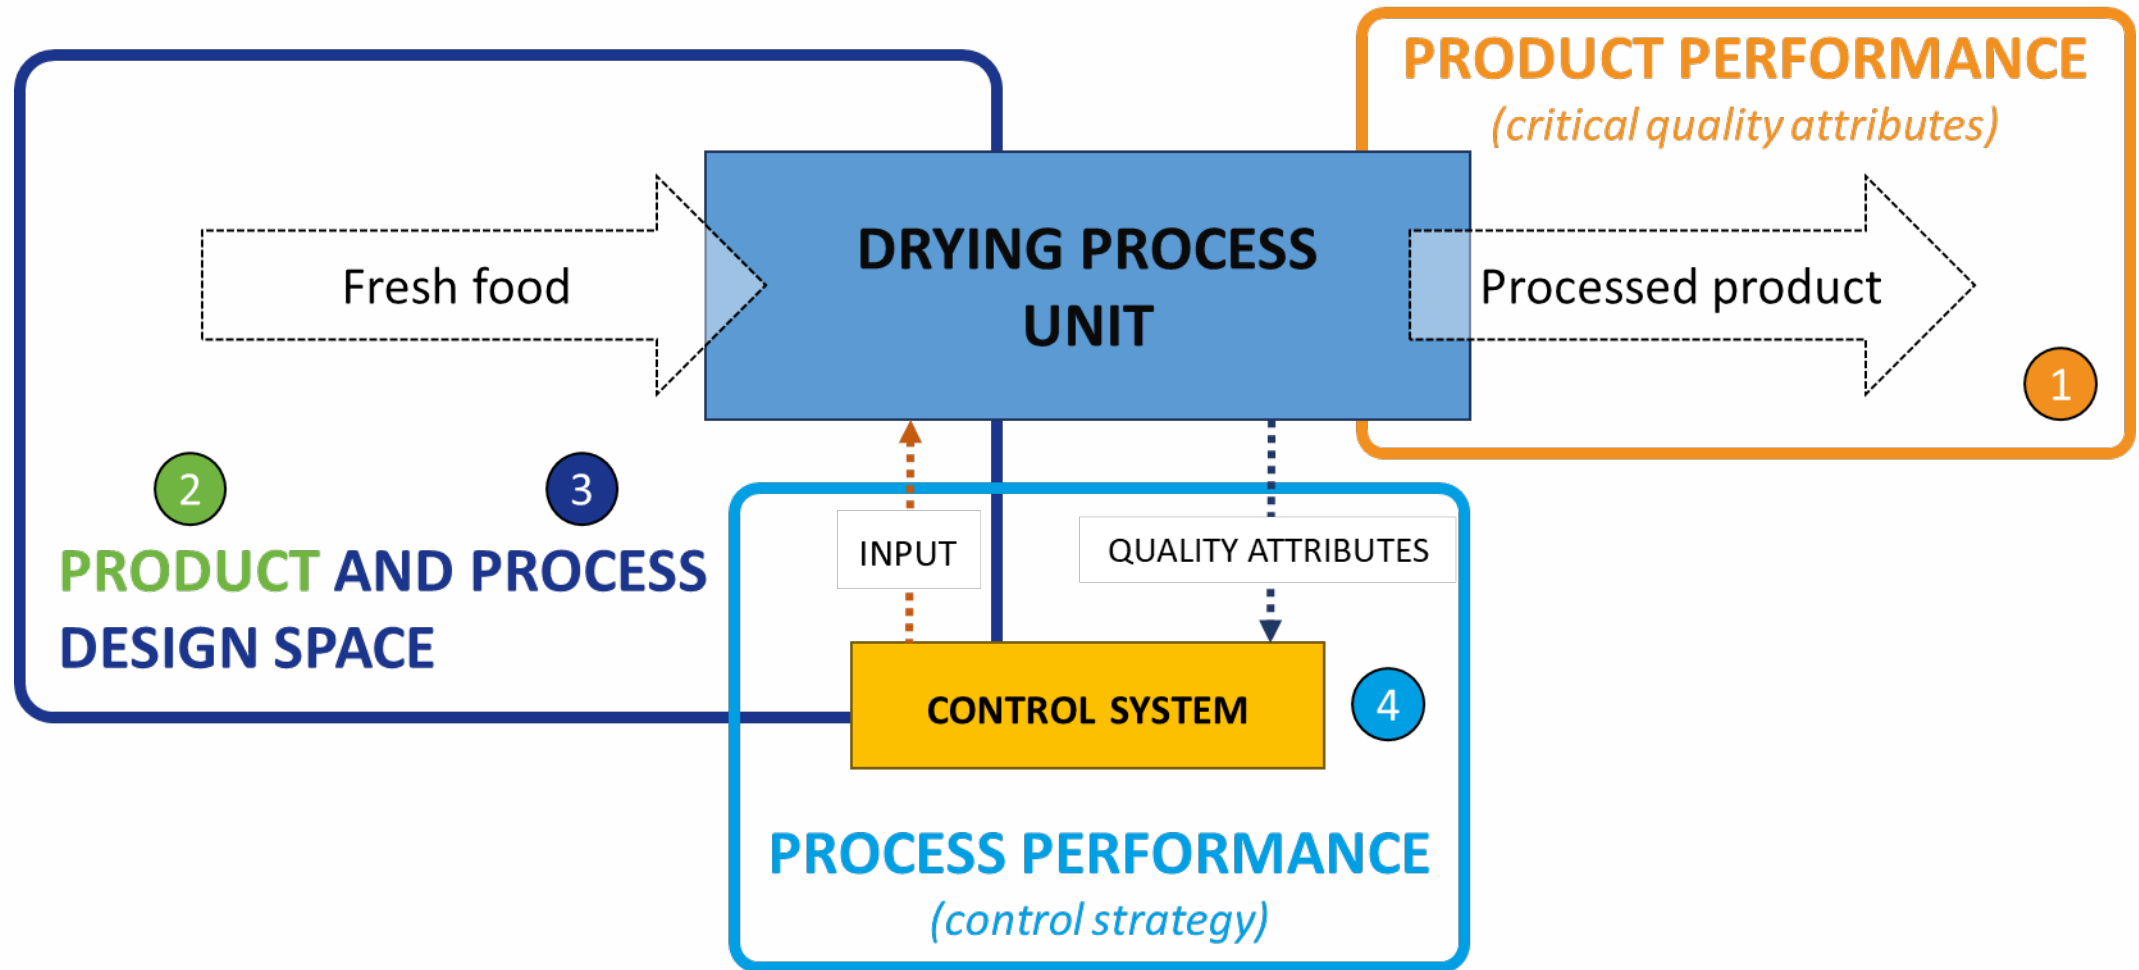 PRODUCT PERFORMANCE
(critical quality attributes)
DRYING PROCESS
UNIT
Fresh food
Processed product
1
2
3
PRODUCT AND PROCESS
DESIGN SPACE
INPUT
QUALITY ATTRIBUTES
CONTROL SYSTEM
4
PROCESS PERFORMANCE
(control strategy)